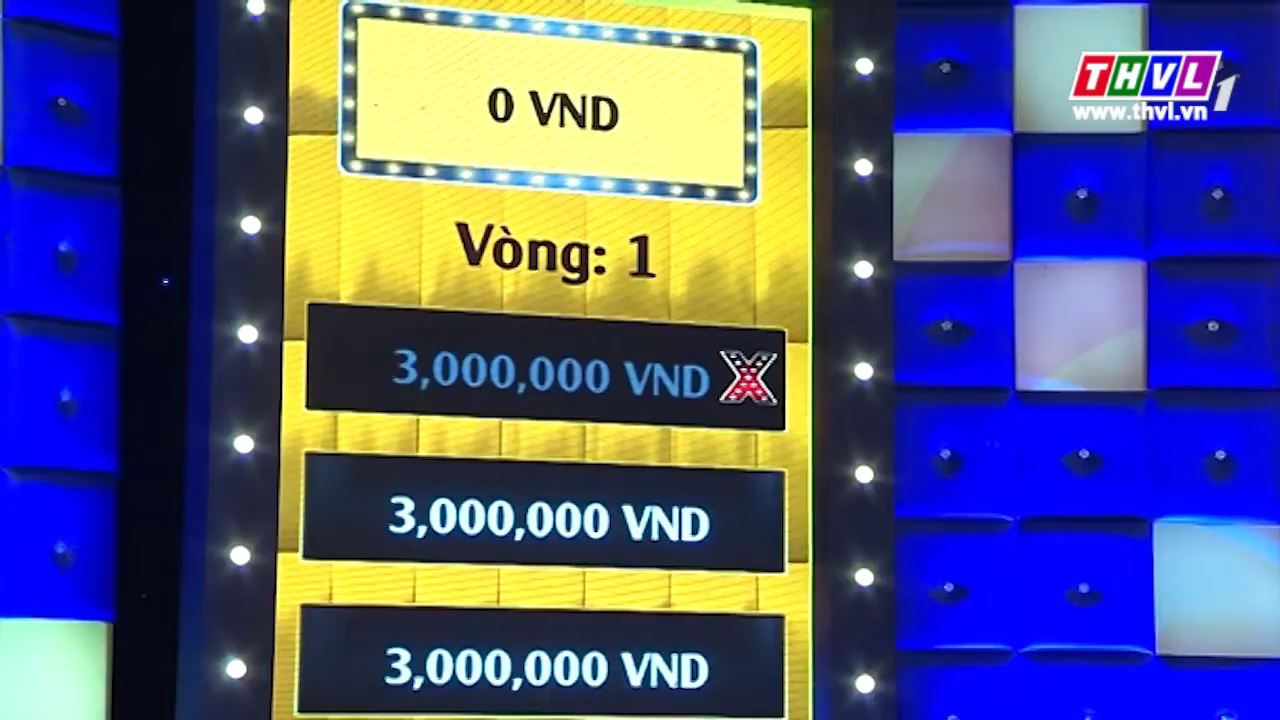 0 VND
Vòng: 1
3,000,000 VND X
3,000,000 VND
3,000,000 VND
THVL1
www.thvl.vn